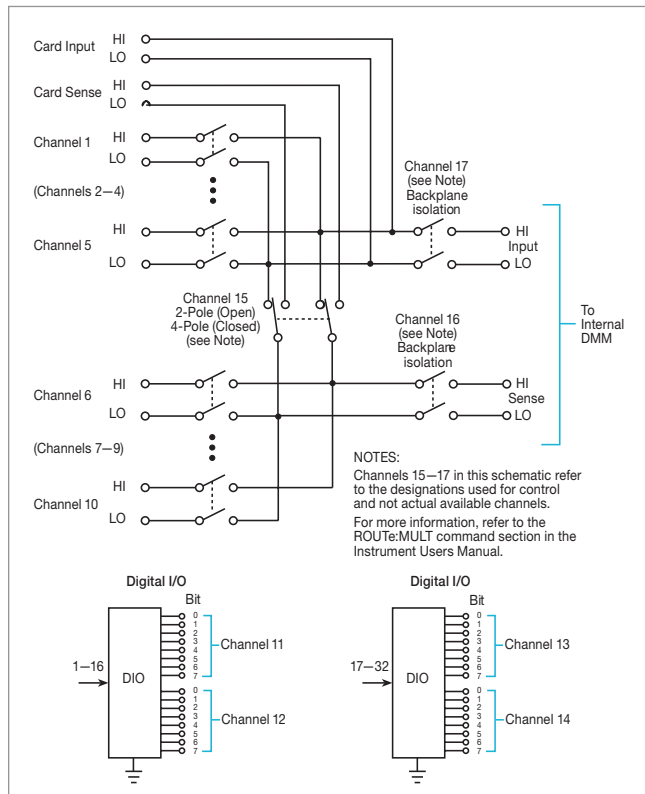 Card Input HI
LO
Card Sense HI
LO
Channel 1 HI
LO
(Channels 2—4)
Channel 5 HI
LO
Channel 17
(see Note)
Backplane
isolation
HI
Input
LO
Channel 15
2-Pole (Open)
4-Pole (Closed)
(see Note)
Channel 16
(see Note)
Backplane
isolation
To
Internal
DMM
Channel 6 HI
LO
(Channels 7—9)
Channel 10 HI
LO
HI
Sense
LO
NOTES:
Channels 15—17 in this schematic refer
to the designations used for control
and not actual available channels.
For more information, refer to the
ROUTe:MULT command section in the
Instrument Users Manual.
Digital I/O
Bit
1—16
DIO
0
1
2
3
4
5
6
7
Channel 11
0
1
2
3
4
5
6
7
Channel 12
Digital I/O
Bit
17—32
DIO
0
1
2
3
4
5
6
7
Channel 13
0
1
2
3
4
5
6
7
Channel 14